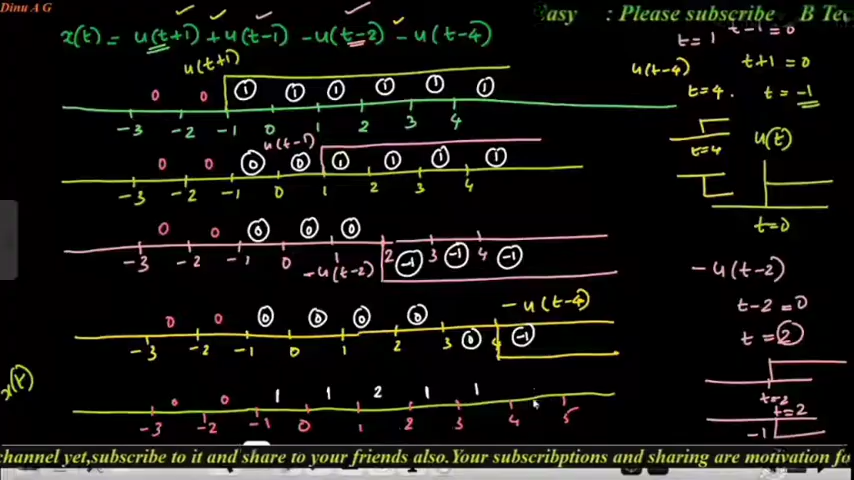 Dinu A G
Easy : Please subscribe B Tec
x(t) = u(t+1) + u(t-1) - u(t-2) - u(t-4)
u(t+1)
0 0 1 1 1 1 1 1
-3 -2 -1 0 1 2 3 4
u(t-1)
0 0 0 0 1 1 1 1
-3 -2 -1 0 1 2 3 4
0 0 0 0 0
-3 -2 -1 0 1 2 3 4
-u(t-2) -1 -1 -1
-u(t-4)
0 0 0 0 0 0 0 -1
-3 -2 -1 0 1 2 3 4
x(t)
0 0 1 1 2 1 1
-3 -2 -1 0 1 2 3 4 5
t=1 t-1=0
u(t-4) t+1=0
t=4. t=-1
t=4 u(t)
t=0
-u(t-2)
t-2=0
t=2
t=2
t=2
-1
channel yet,subscribe to it and share to your friends also.Your subscribptions and sharing are motivation fo